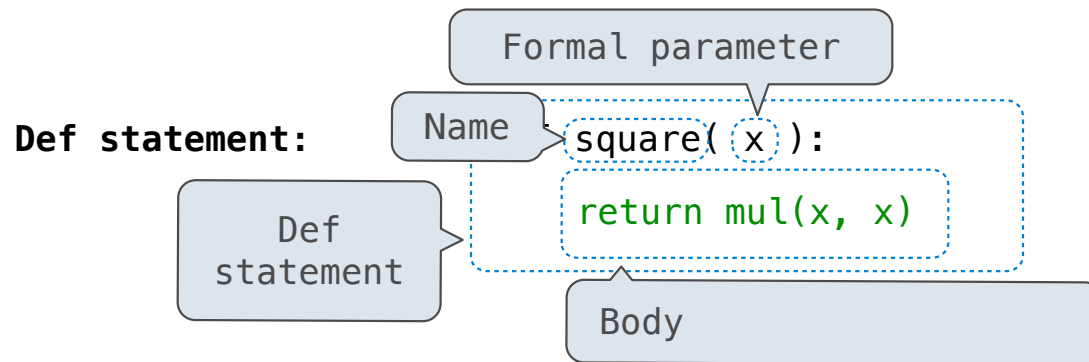 Formal parameter
Def statement:
Name
square( x ):
return mul(x, x)
Def
statement
Body